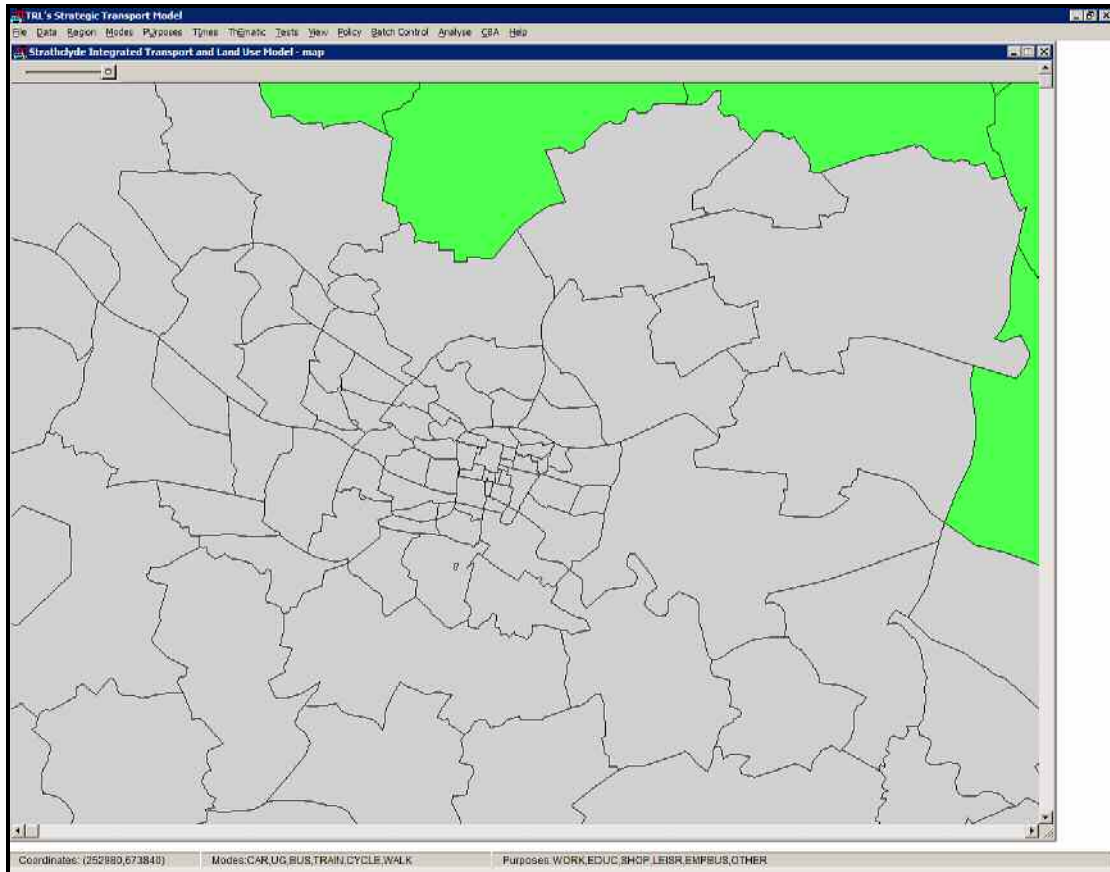 TRL's Strategic Transport Model
File Data Region Modes Purposes Times Thematic Tests View Policy Batch Control Analyse CBA Help
Strathclyde Integrated Transport and Land Use Model - map
Coordinates: (252980,673840) Modes:CAR,UG,BUS,TRAIN,CYCLE,WALK Purposes:WORK,EDUC,SHOP,LEISR,EMPBUS,OTHER